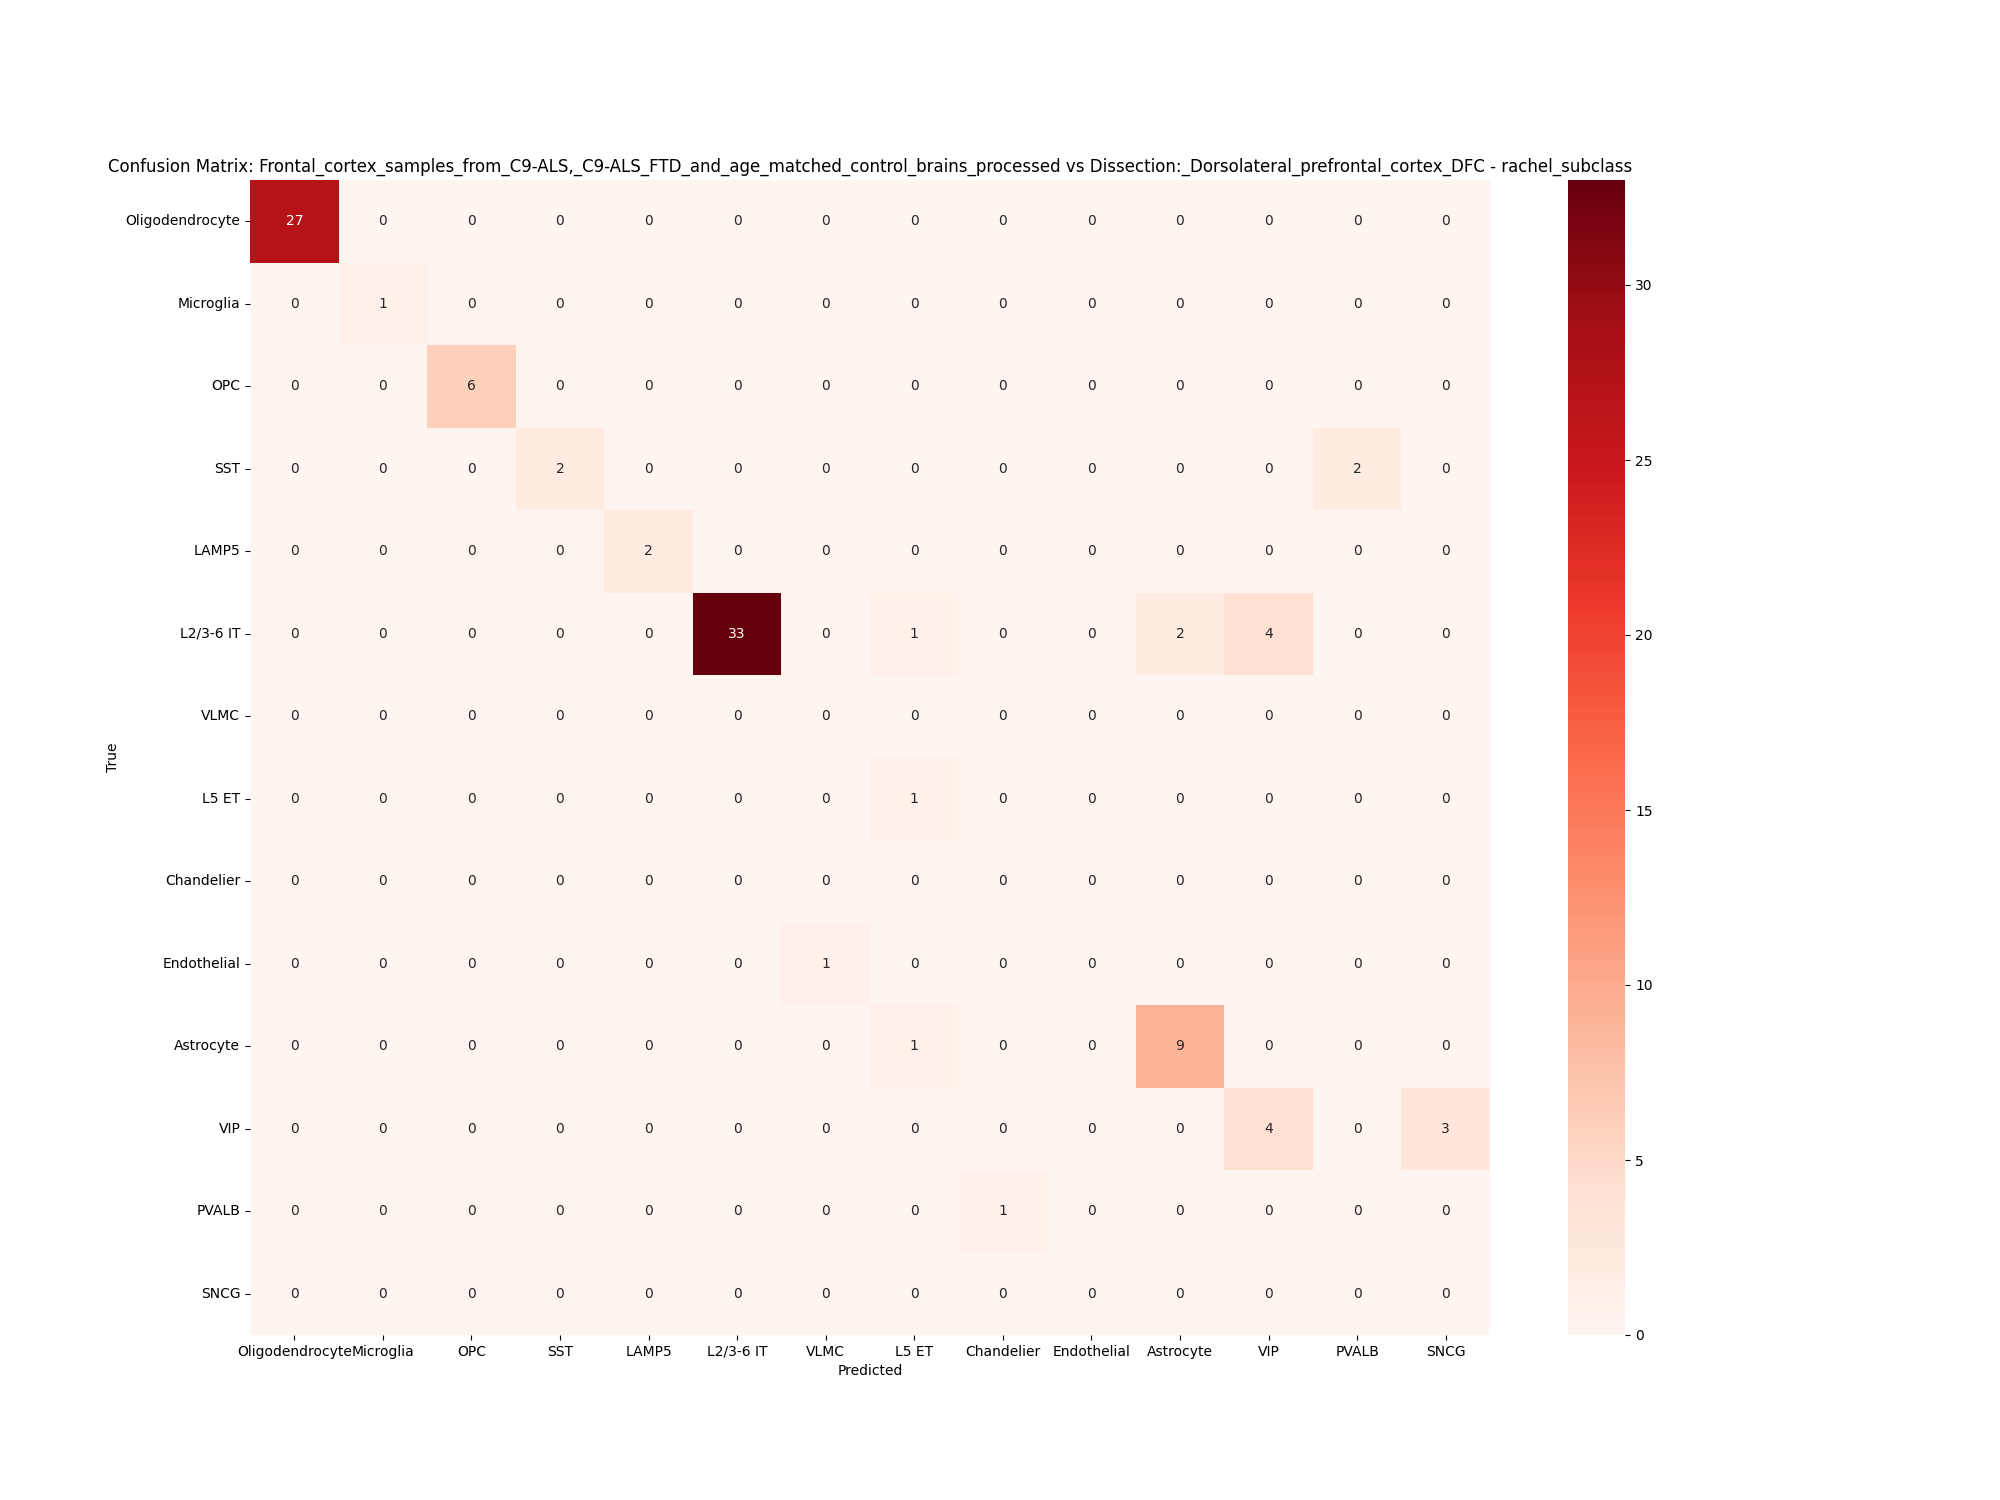 Confusion Matrix: Frontal_cortex_samples_from_C9-ALS,_C9-ALS_FTD_and_age_matched_control_brains_processed vs Dissection:_Dorsolateral_prefrontal_cortex_DFC - rachel_subclass
Oligodendrocyte 27 0 0 0 0 0 0 0 0 0 0 0 0 0
Microglia 0 1 0 0 0 0 0 0 0 0 0 0 0 0
OPC 0 0 6 0 0 0 0 0 0 0 0 0 0 0
SST 0 0 0 2 0 0 0 0 0 0 0 0 2 0
LAMP5 0 0 0 0 2 0 0 0 0 0 0 0 0 0
L2/3-6 IT 0 0 0 0 0 33 0 1 0 0 2 4 0 0
VLMC 0 0 0 0 0 0 0 0 0 0 0 0 0 0
L5 ET 0 0 0 0 0 0 0 1 0 0 0 0 0 0
Chandelier 0 0 0 0 0 0 0 0 0 0 0 0 0 0
Endothelial 0 0 0 0 0 0 1 0 0 0 0 0 0 0
Astrocyte 0 0 0 0 0 0 0 1 0 0 9 0 0 0
VIP 0 0 0 0 0 0 0 0 0 0 0 4 0 3
PVALB 0 0 0 0 0 0 0 0 1 0 0 0 0 0
SNCG 0 0 0 0 0 0 0 0 0 0 0 0 0 0
Oligodendrocyte Microglia OPC SST LAMP5 L2/3-6 IT VLMC L5 ET Chandelier Endothelial Astrocyte VIP PVALB SNCG
Predicted
True
30
25
20
15
10
5
0